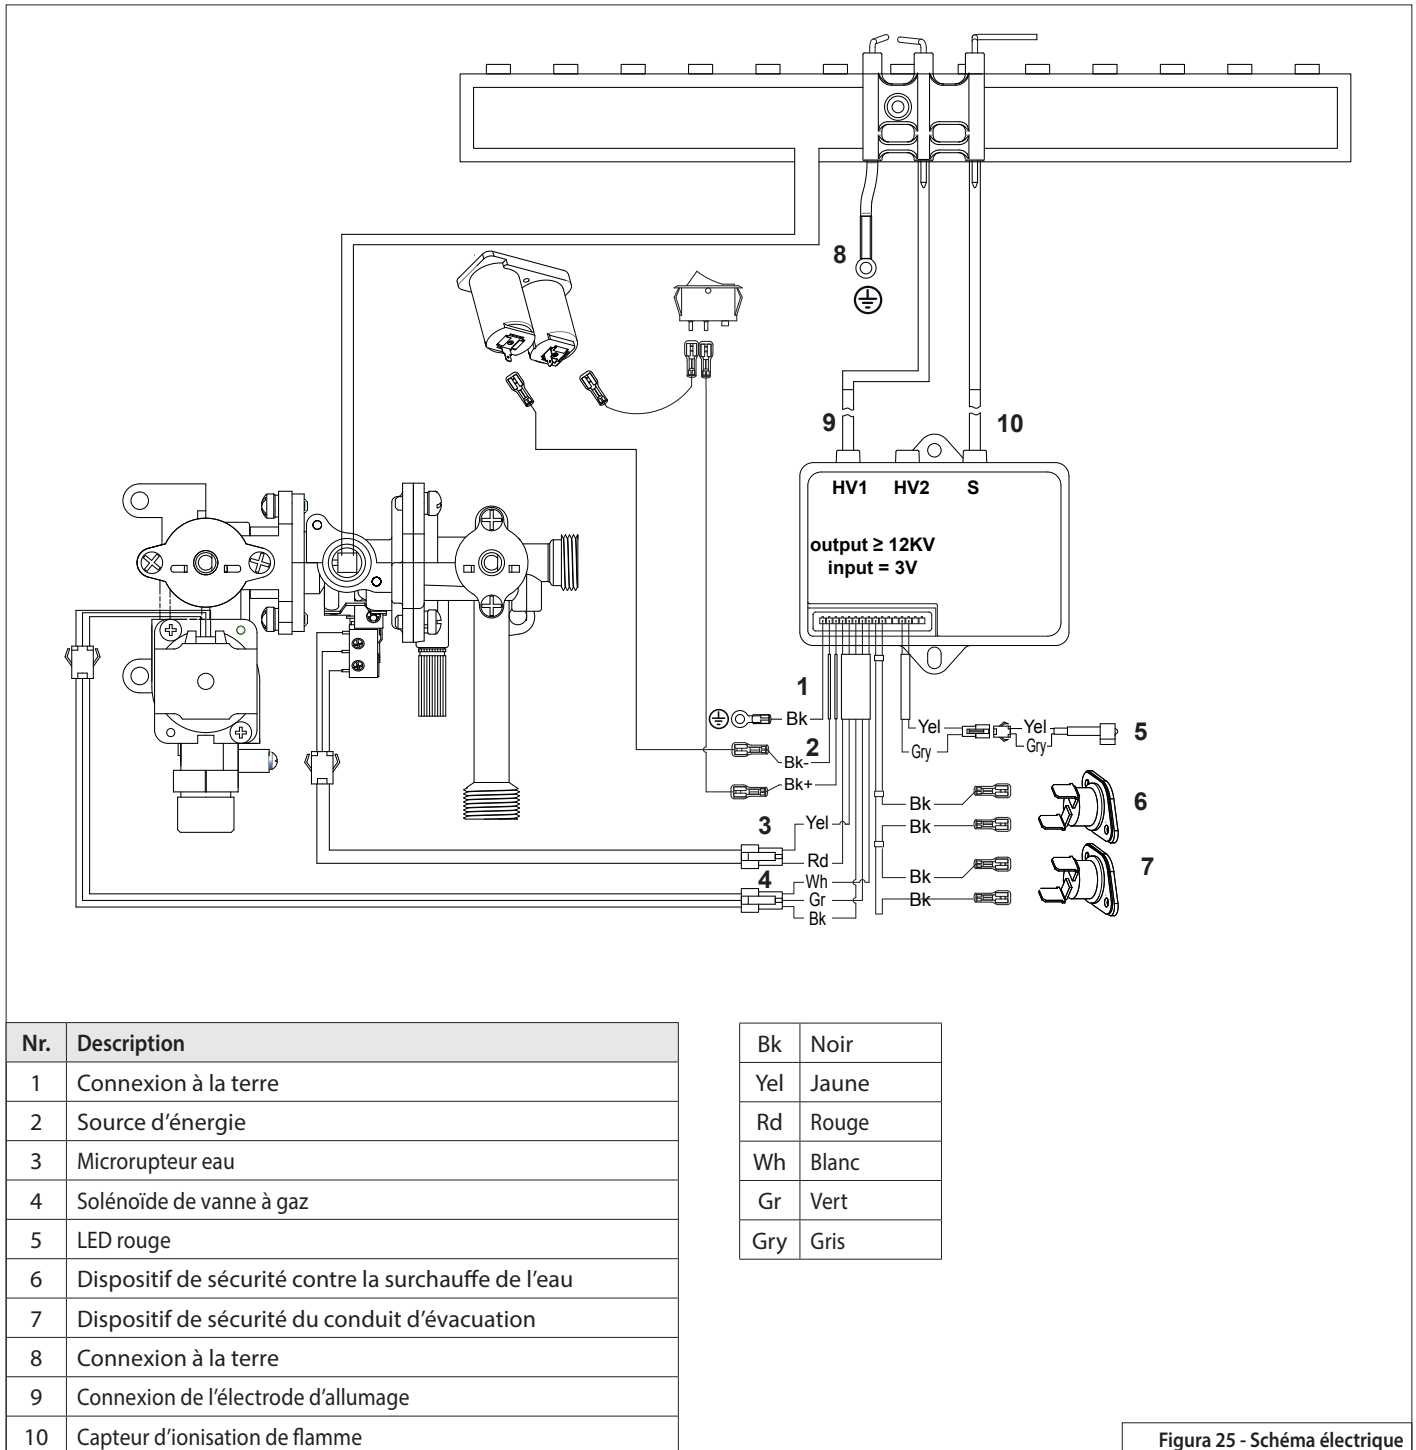 8
9
10
HV1 HV2 S
output ≥ 12KV
input = 3V
1
Bk
Yel Yel 5
Gry Gry
2
Bk-
Bk+
Bk 6
Bk
3
Yel
Rd
Bk 7
Bk
4
Wh
Gr
Bk
Nr. Description
1 Connexion à la terre
2 Source d’énergie
3 Microrupteur eau
4 Solénoïde de vanne à gaz
5 LED rouge
6 Dispositif de sécurité contre la surchauffe de l’eau
7 Dispositif de sécurité du conduit d’évacuation
8 Connexion à la terre
9 Connexion de l’électrode d’allumage
10 Capteur d’ionisation de flamme
Bk Noir
Yel Jaune
Rd Rouge
Wh Blanc
Gr Vert
Gry Gris
Figura 25 - Schéma électrique